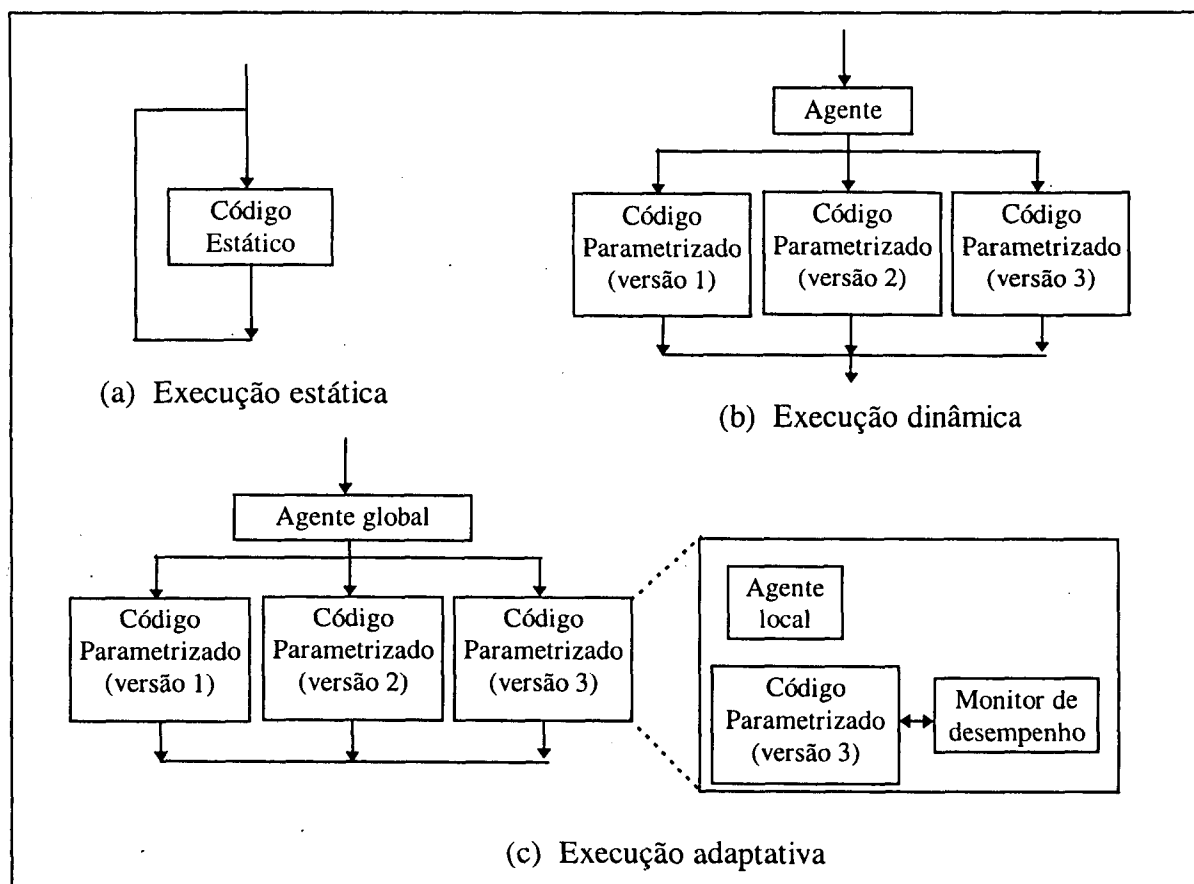 Código
Estático
(a) Execução estática
Agente
Código
Parametrizado
(versão 1)
Código
Parametrizado
(versão 2)
Código
Parametrizado
(versão 3)
(b) Execução dinâmica
Agente global
Código
Parametrizado
(versão 1)
Código
Parametrizado
(versão 2)
Código
Parametrizado
(versão 3)
Agente
local
Código
Parametrizado
(versão 3)
Monitor de
desempenho
(c) Execução adaptativa